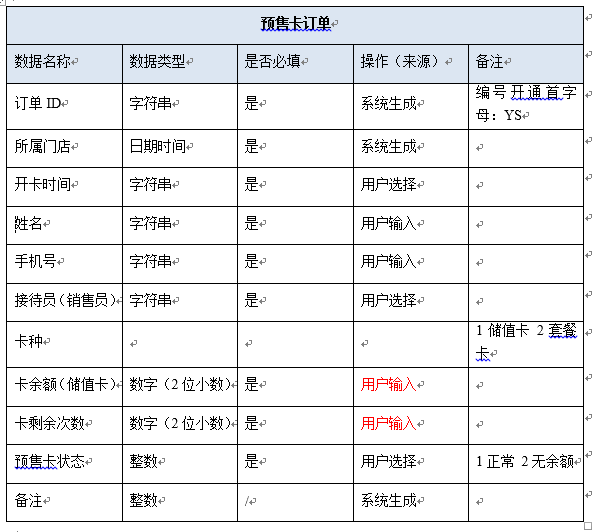 预售卡订单
数据名称 数据类型 是否必填 操作（来源） 备注
订单 ID 字符串 是 系统生成 编号开通首字
母：YS
所属门店 日期时间 是 系统生成
开卡时间 字符串 是 用户选择
姓名 字符串 是 用户输入
手机号 字符串 是 用户输入
接待员（销售员） 字符串 是 用户选择
卡种 1 储值卡 2 套餐
卡
卡余额（储值卡） 数字（2 位小数） 是 用户输入
卡剩余次数 数字（2 位小数） 是 用户输入
预售卡状态 整数 是 用户选择 1 正常 2 无余额
备注 整数 / 系统生成